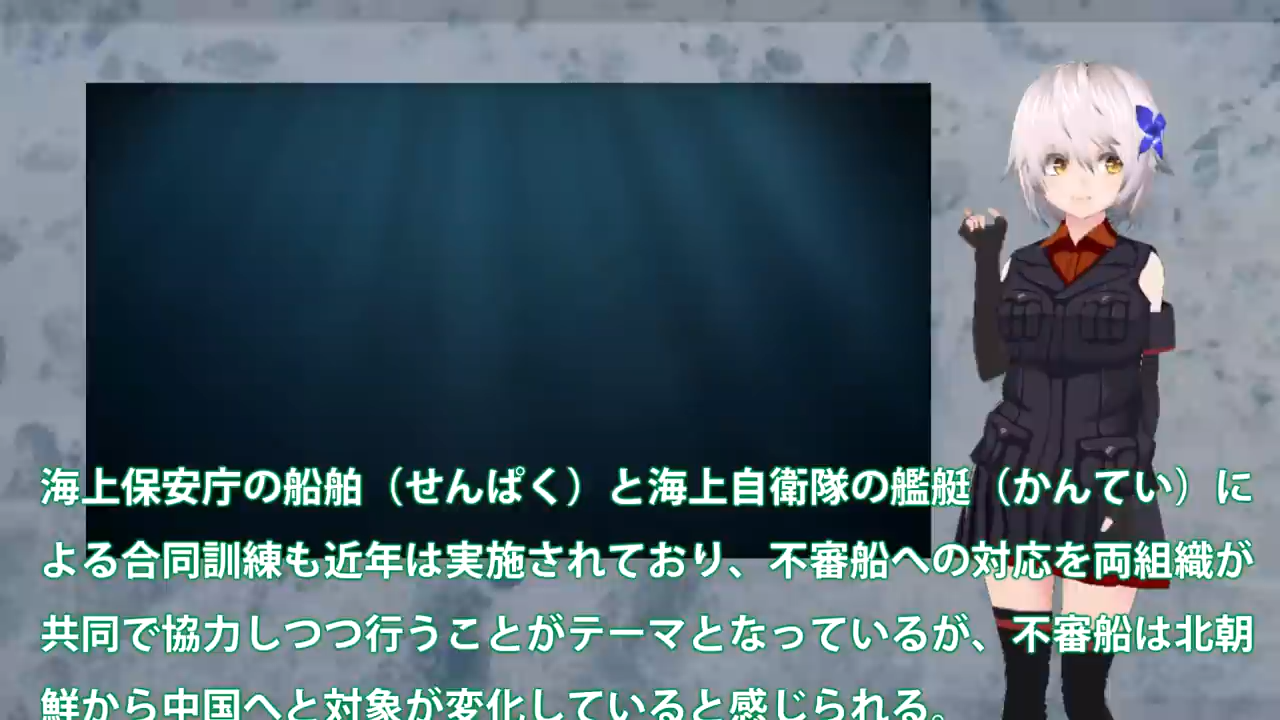 海上保安庁の船舶（せんぱく）と海上自衛隊の艦艇（かんてい）に
よる合同訓練も近年は実施されており、不審船への対応を両組織が
共同で協力しつつ行うことがテーマとなっているが、不審船は北朝
鮮から中国へと対象が変化していると感じられる。